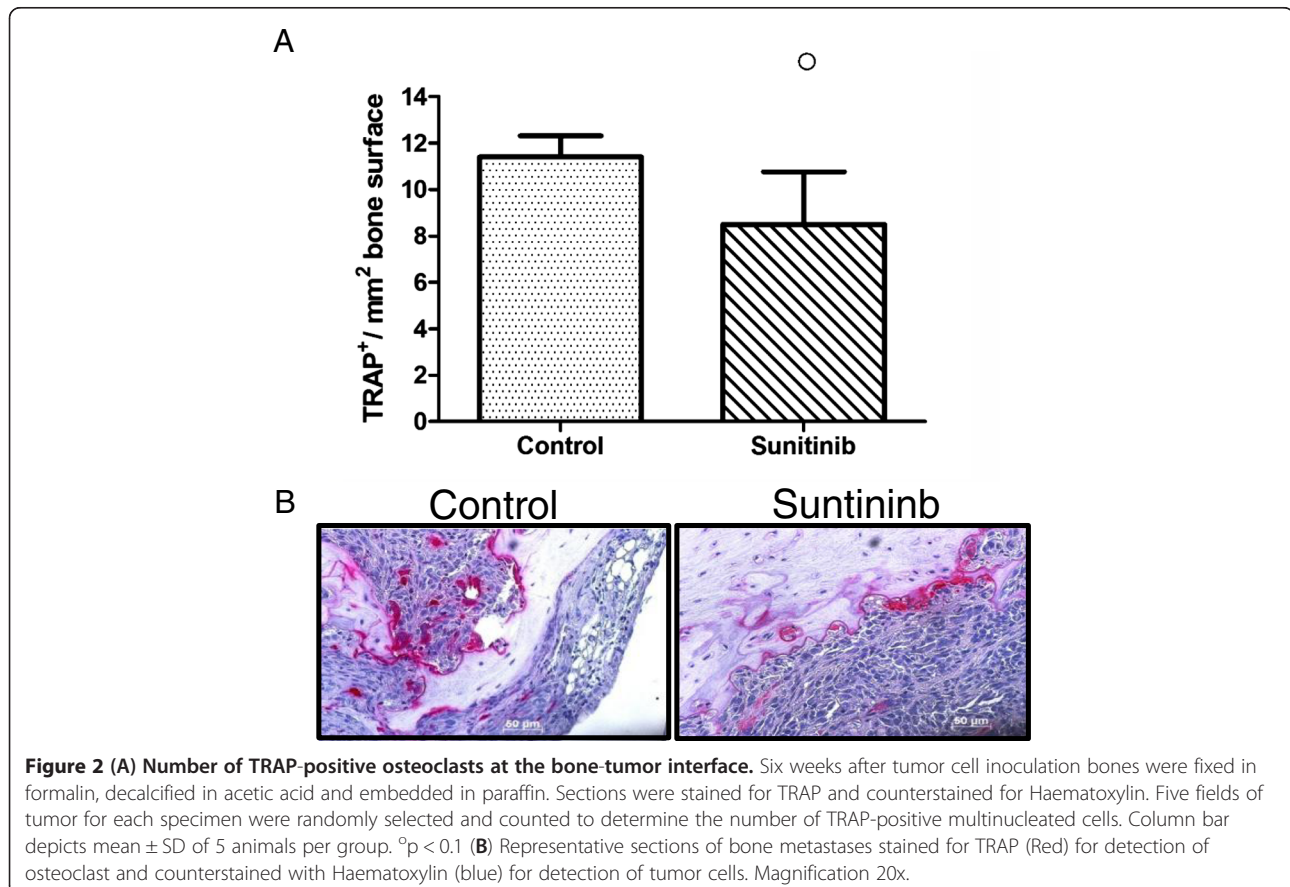 A
TRAP⁺/ mm² bone surface
14
12
10
8
6
4
2
0
Control
Sunitinib
B
Control
Suntininb
50 µm
50 µm
Figure 2 (A) Number of TRAP-positive osteoclasts at the bone-tumor interface. Six weeks after tumor cell inoculation bones were fixed in
formalin, decalcified in acetic acid and embedded in paraffin. Sections were stained for TRAP and counterstained for Haematoxylin. Five fields of
tumor for each specimen were randomly selected and counted to determine the number of TRAP-positive multinucleated cells. Column bar
depicts mean ± SD of 5 animals per group. °p < 0.1 (B) Representative sections of bone metastases stained for TRAP (Red) for detection of
osteoclast and counterstained with Haematoxylin (blue) for detection of tumor cells. Magnification 20x.